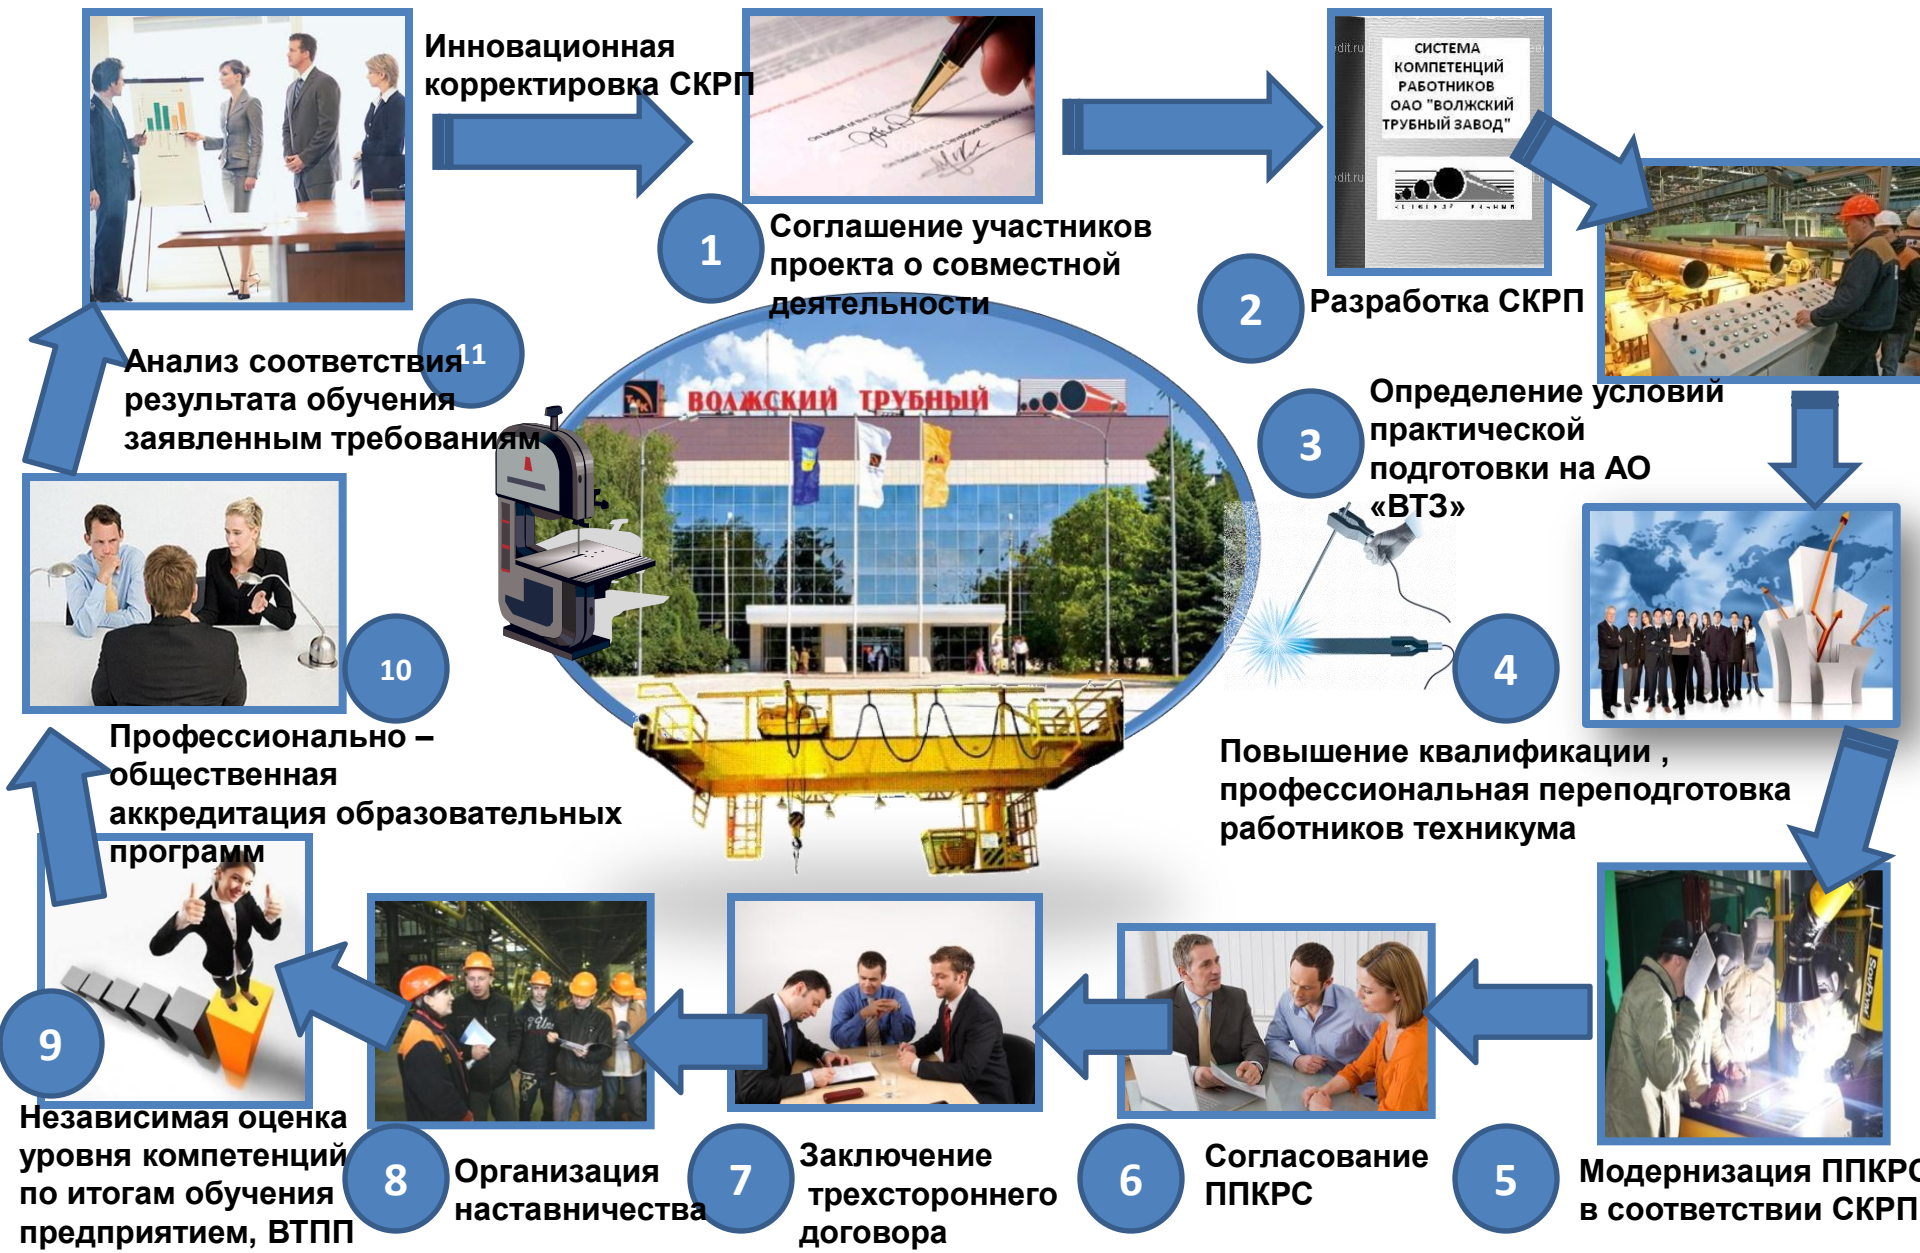 Инновационная
корректировка СКРП
1
Соглашение участников
проекта о совместной
деятельности
СИСТЕМА
КОМПЕТЕНЦИЙ
РАБОТНИКОВ
ОАО "ВОЛЖСКИЙ
ТРУБНЫЙ ЗАВОД"
2
Разработка СКРП
3
Определение условий
практической
подготовки на АО
«ВТЗ»
4
Повышение квалификации ,
профессиональная переподготовка
работников техникума
5
Модернизация ППКРС
в соответствии СКРП
6
Согласование
ППКРС
7
Заключение
трехстороннего
договора
8
Организация
наставничества
9
Независимая оценка
уровня компетенций
по итогам обучения
предприятием, ВТПП
10
Профессионально –
общественная
аккредитация образовательных
программ
11
Анализ соответствия
результата обучения
заявленным требованиям
ВОЛЖСКИЙ ТРУБНЫЙ